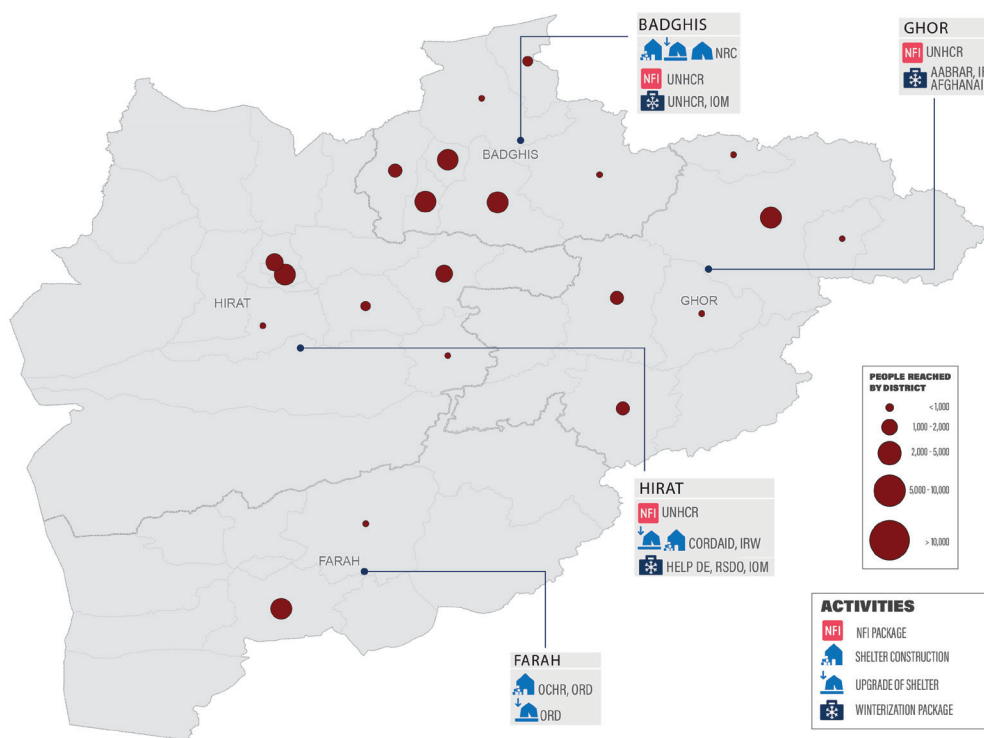 BADGHIS
NRC
NFI UNHCR
UNHCR, IOM
GHOR
NFI UNHCR
AABRAR,
AFGHANAI
BADGHIS
HIRAT
GHOR
FARAH
HIRAT
NFI UNHCR
CORDAID, IRW
HELP DE, RSDO, IOM
FARAH
OCHR, ORD
ORD
PEOPLE REACHED
BY DISTRICT
< 1,000
1,000 - 2,000
2,000 - 5,000
5,000 - 10,000
> 10,000
ACTIVITIES
NFI NFI PACKAGE
SHELTER CONSTRUCTION
UPGRADE OF SHELTER
WINTERIZATION PACKAGE